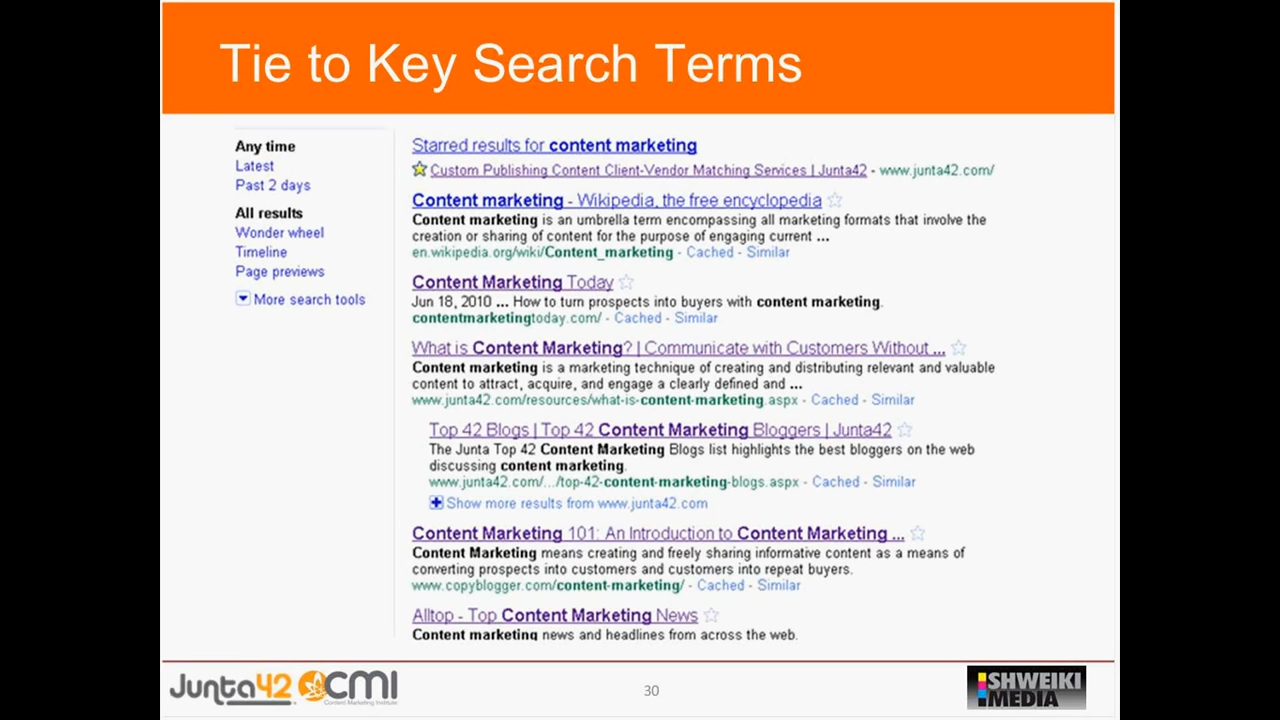 Tie to Key Search Terms
Any time
Latest
Past 2 days
All results
Wonder wheel
Timeline
Page previews
More search tools
Starred results for content marketing
Custom Publishing Content Client-Vendor Matching Services | Junta42 - www.junta42.com/
Content marketing - Wikipedia, the free encyclopedia
Content marketing is an umbrella term encompassing all marketing formats that involve the
creation or sharing of content for the purpose of engaging current ...
en.wikipedia.org/wiki/Content_marketing - Cached - Similar
Content Marketing Today
Jun 18, 2010 ... How to turn prospects into buyers with content marketing.
contentmarketingtoday.com/ - Cached - Similar
What is Content Marketing? | Communicate with Customers Without ...
Content marketing is a marketing technique of creating and distributing relevant and valuable
content to attract, acquire, and engage a clearly defined and ...
www.junta42.com/resources/what-is-content-marketing.aspx - Cached - Similar
Top 42 Blogs | Top 42 Content Marketing Bloggers | Junta42
The Junta Top 42 Content Marketing Blogs list highlights the best bloggers on the web
discussing content marketing.
www.junta42.com/.../top-42-content-marketing-blogs.aspx - Cached - Similar
Show more results from www.junta42.com
Content Marketing 101: An Introduction to Content Marketing ...
Content Marketing means creating and freely sharing informative content as a means of
converting prospects into customers and customers into repeat buyers.
www.copyblogger.com/content-marketing/ - Cached - Similar
Alltop - Top Content Marketing News
Content marketing news and headlines from across the web.
Junta42
CMI
Content Marketing Institute
30
SHWEIKI
MEDIA